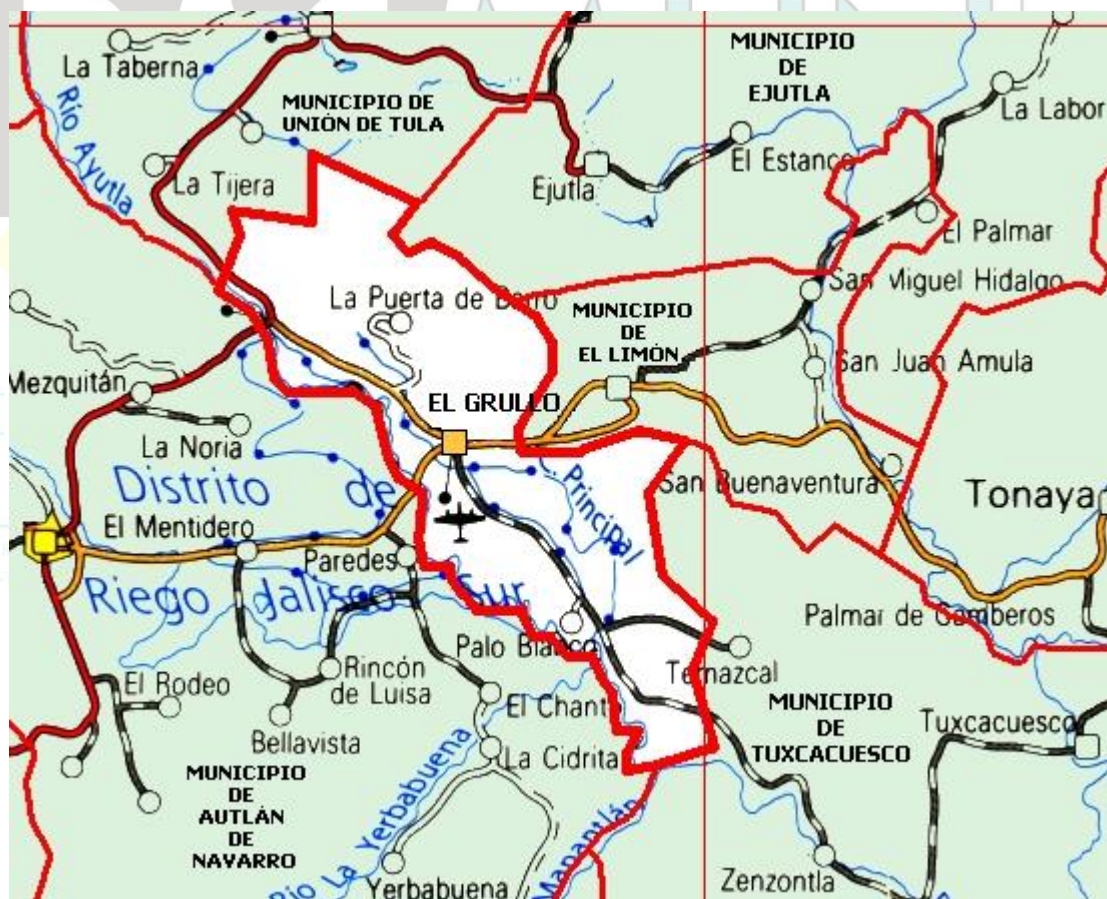 MUNICIPIO
DE
EJUTLA
La Taberna
La Labor
MUNICIPIO DE
UNIÓN DE TULA
Río Ayutla
El Estanco
La Tijera
Ejutla
El Palmar
San Miguel Hidalgo
La Puerta de Barro
MUNICIPIO
DE
EL LIMÓN
San Juan Amula
Mezquitán
EL GRULLO
La Noria
San Buenaventura
Distrito de
Riego Jalisco Sur
Principal
Tonaya
El Mentidero
Paredes
Palmar de Gamberos
Palo Blanco
Temazcal
El Rodeo
Rincón
de Luisa
El Chante
MUNICIPIO
DE
TUXCACUESCO
Tuxcacuesco
Bellavista
La Cidrita
MUNICIPIO
DE
AUTLÁN
DE
NAVARRO
Río La Yerbabuena
Manantlán
Yerbabuena
Zenzontla